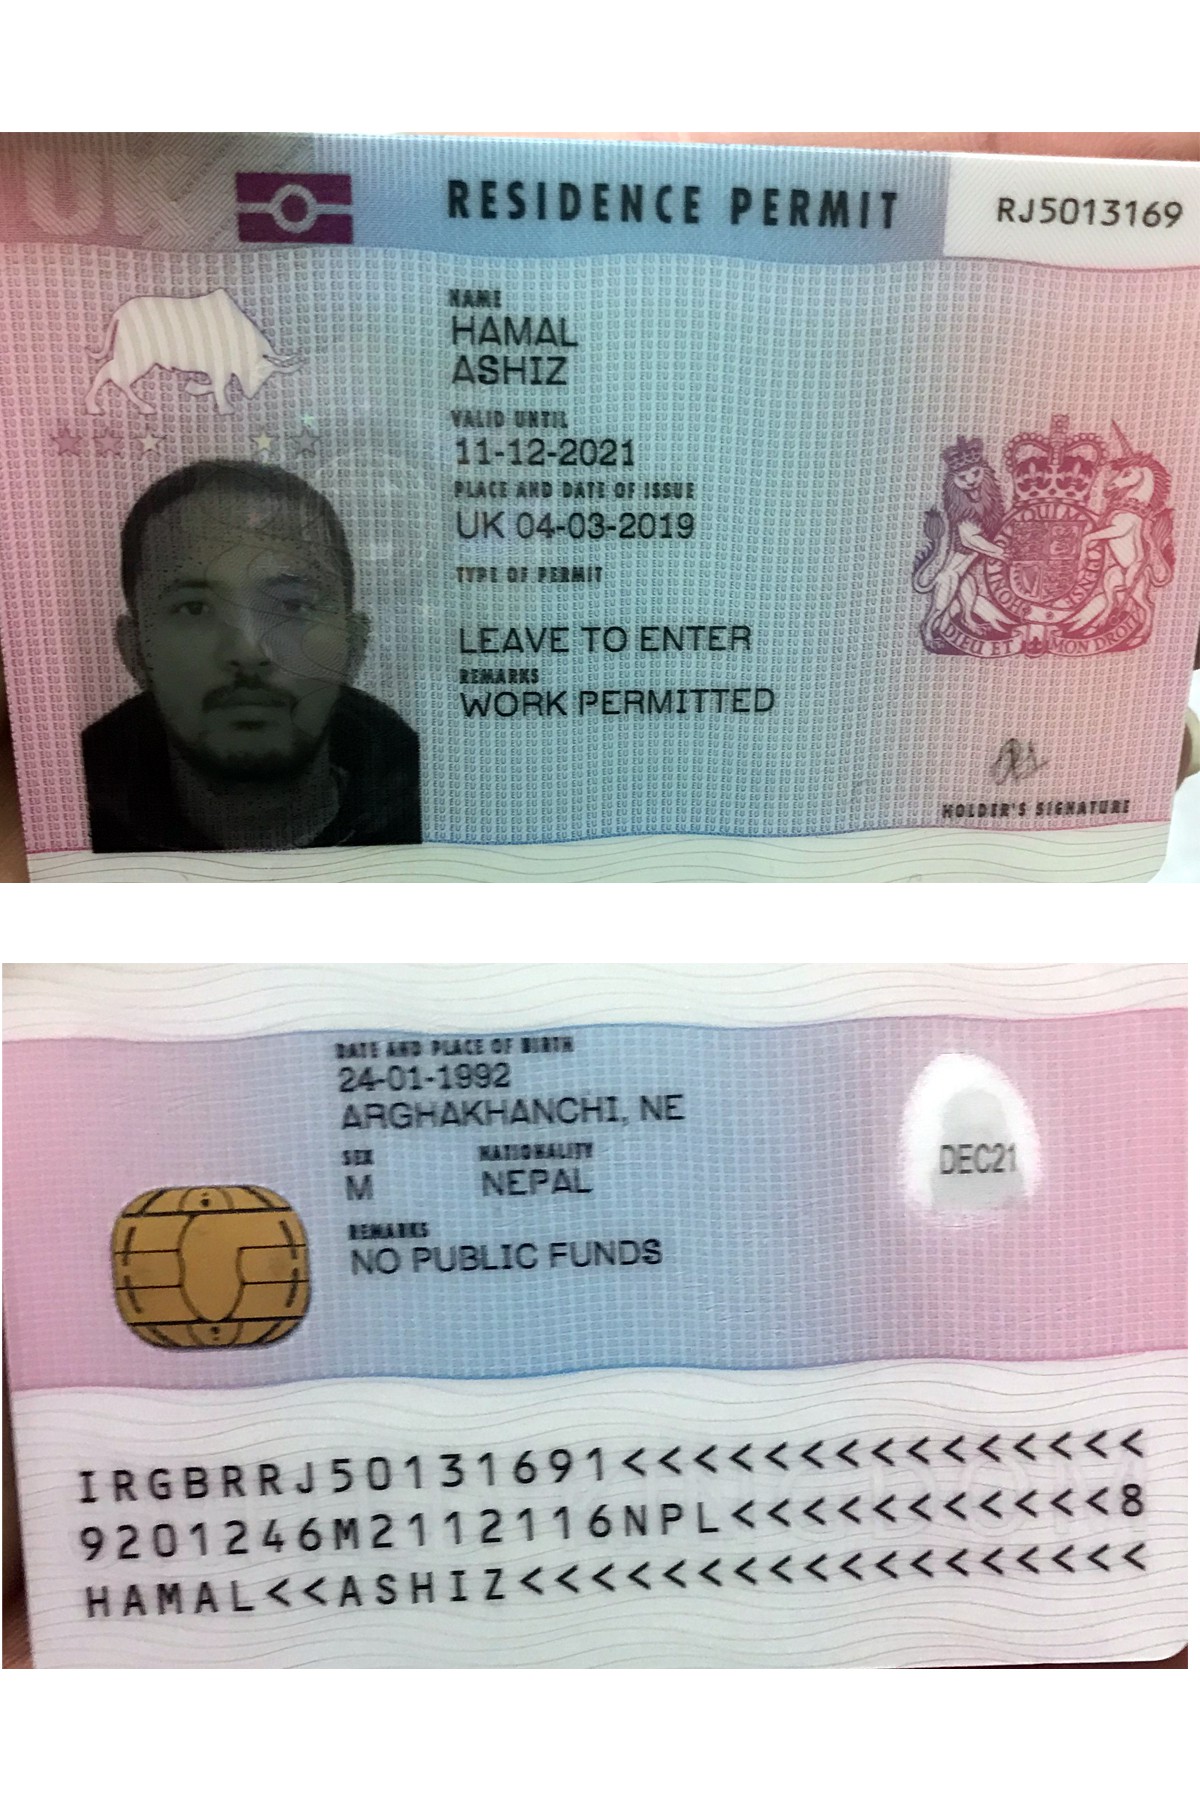 UK
RESIDENCE PERMIT
RJ5013169
NAME
HAMAL
ASHIZ
VALID UNTIL
11-12-2021
PLACE AND DATE OF ISSUE
UK 04-03-2019
TYPE OF PERMIT
LEAVE TO ENTER
REMARKS
WORK PERMITTED
DIEU ET MON DROIT
HOLDER'S SIGNATURE
DATE AND PLACE OF BIRTH
24-01-1992
ARGHAKHANCHI, NE
SEX NATIONALITY
M NEPAL
DEC21
REMARKS
NO PUBLIC FUNDS
IRGBRRJ50131691<<<<<<<<<<<<<<<
9201246M2112116NPL<<<<<<<<<<<8
HAMAL<<ASHIZ<<<<<<<<<<<<<<<<<<